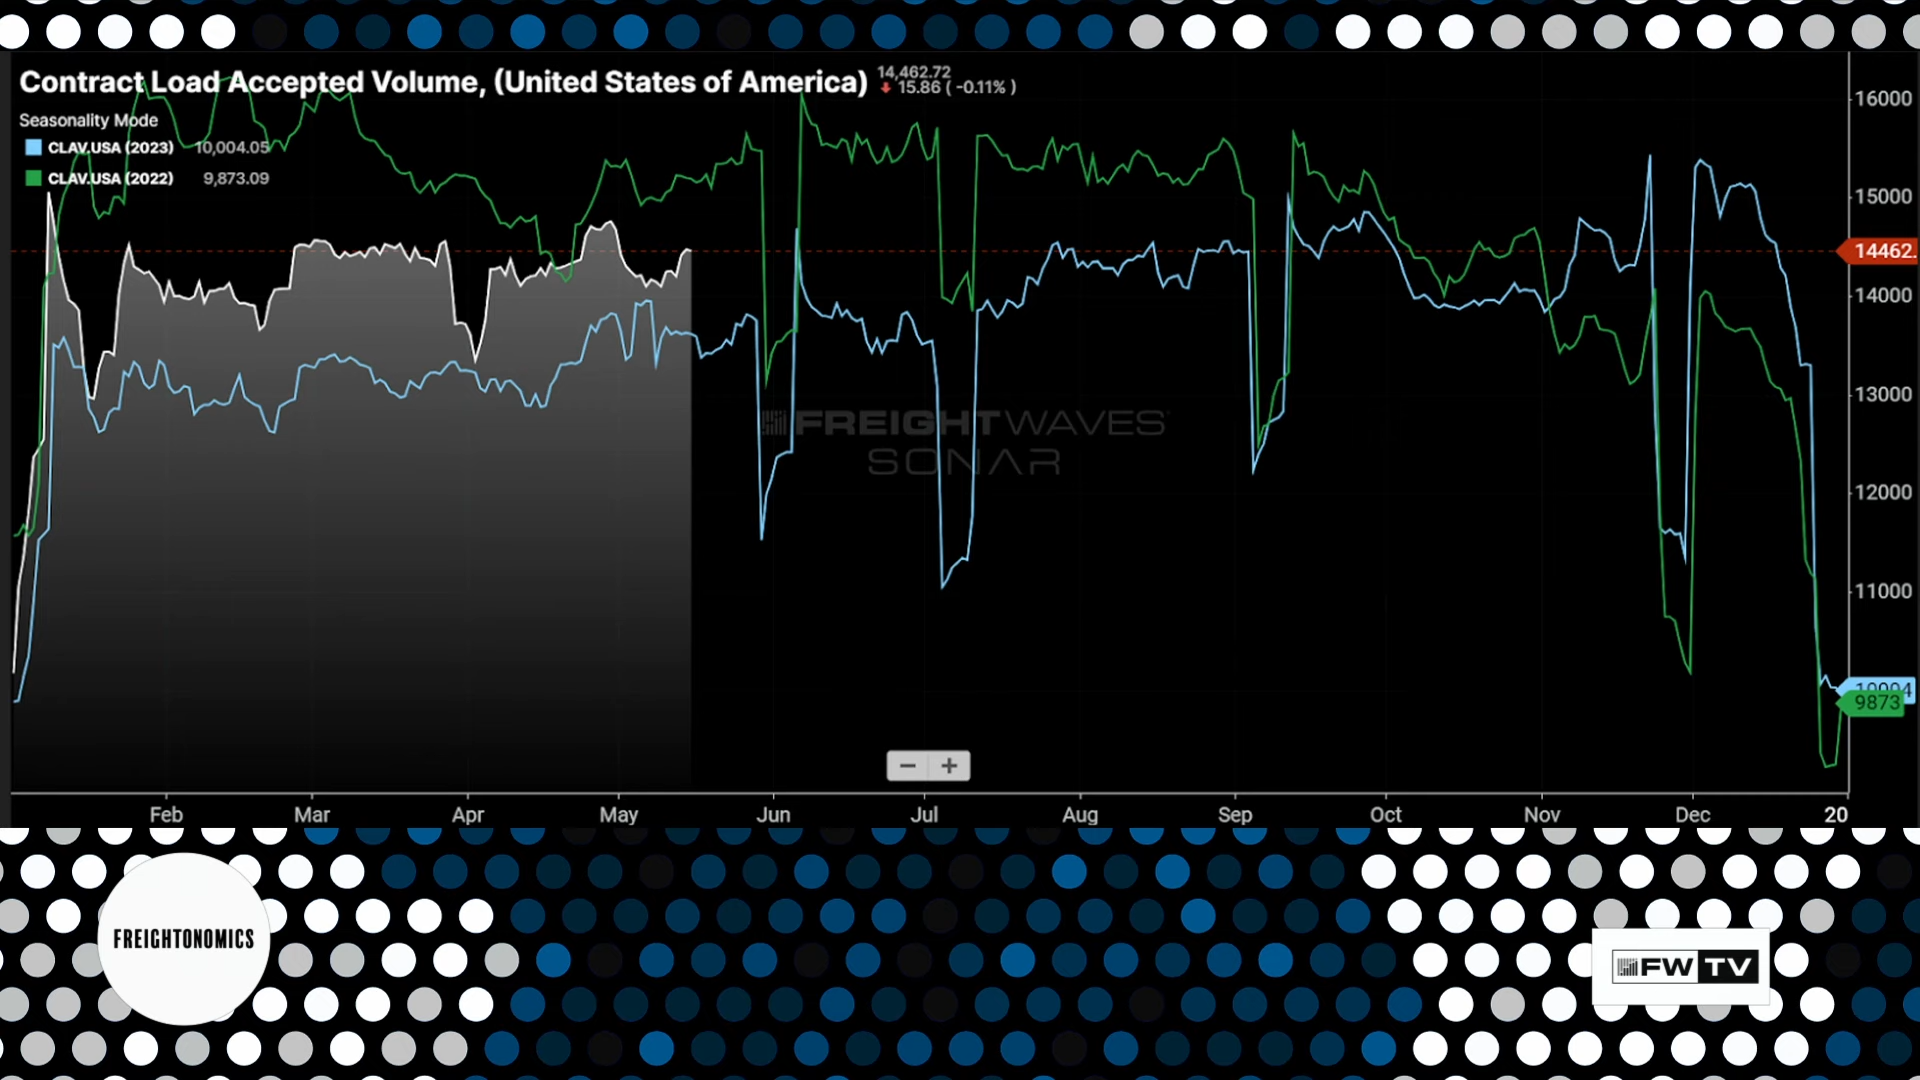 Contract Load Accepted Volume, (United States of America)
14,462.72
15.86 ( -0.11% )
Seasonality Mode
CLAV.USA (2023) 10,004.05
CLAV.USA (2022) 9,873.09
16000
15000
14462.
14000
13000
12000
11000
10004
9873
FREIGHTWAVES
SONAR
− +
Feb Mar Apr May Jun Jul Aug Sep Oct Nov Dec 20
FREIGHTONOMICS
FW TV